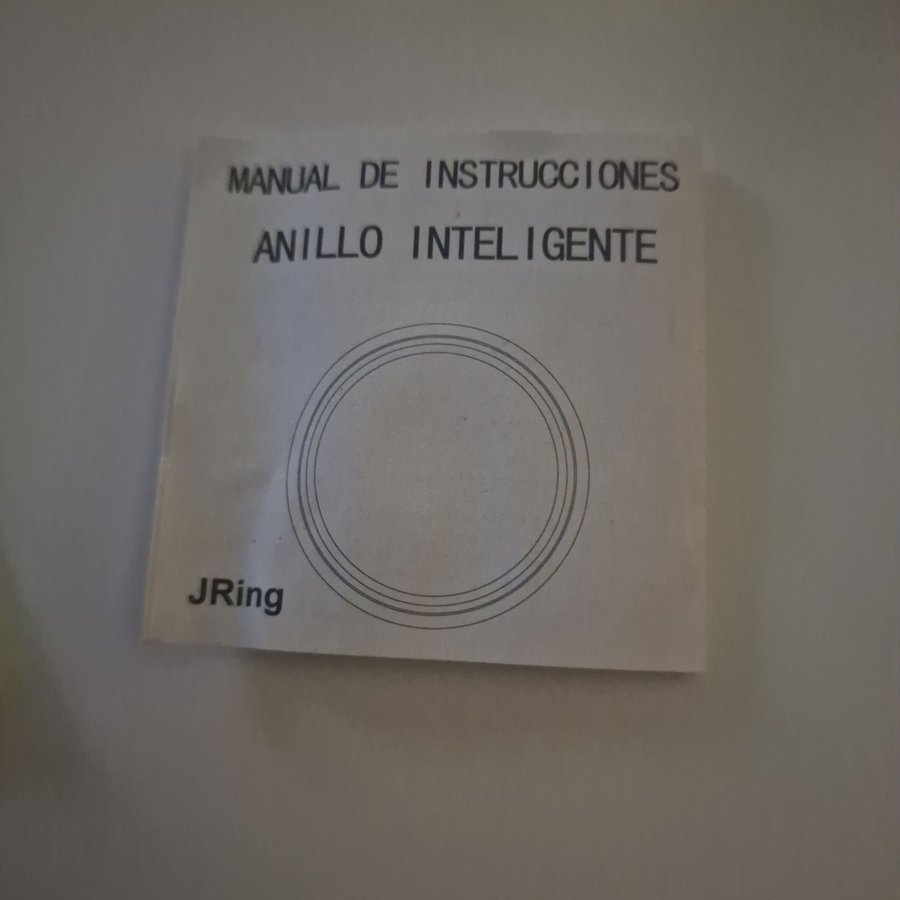 MANUAL DE INSTRUCCIONES
ANILLO INTELIGENTE
JRing